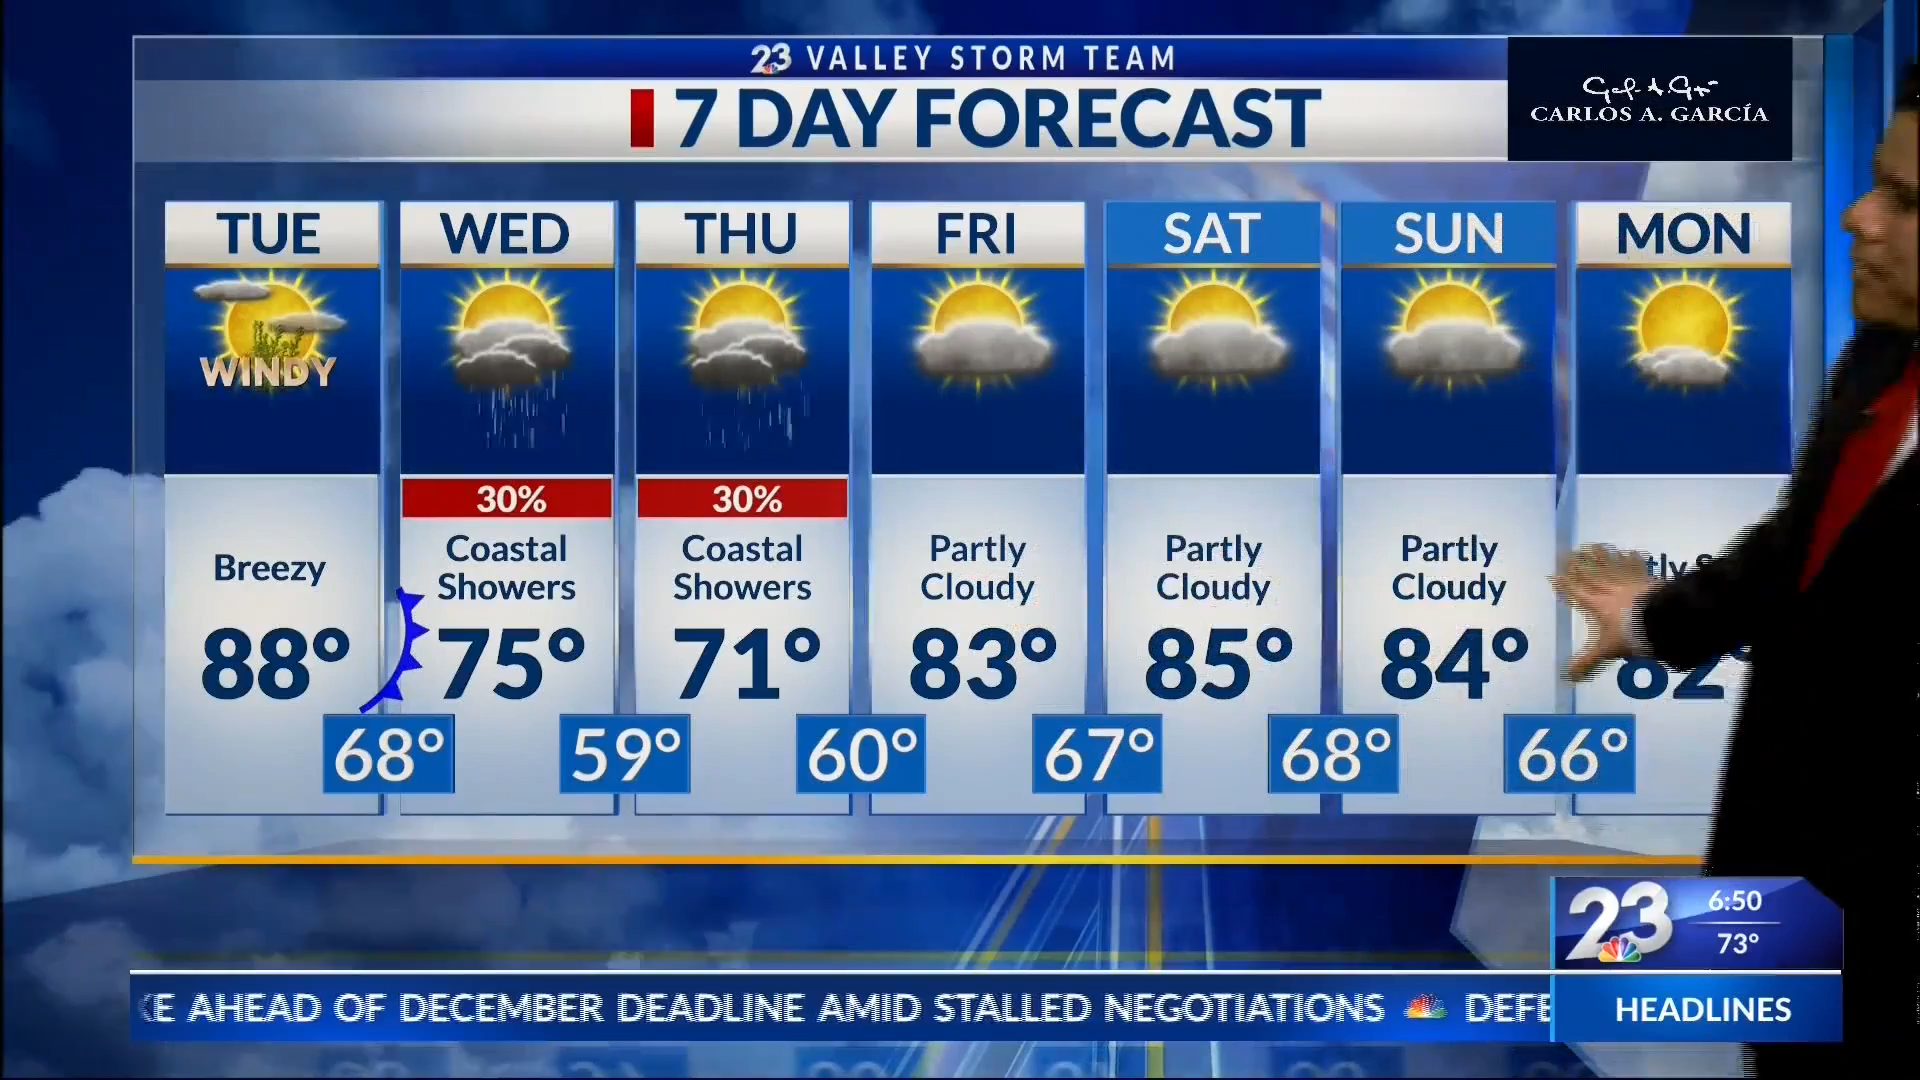 23 VALLEY STORM TEAM
7 DAY FORECAST
CARLOS A. GARCÍA
TUE
WED
THU
FRI
SAT
SUN
MON
WINDY
30%
30%
Breezy
Coastal
Showers
Coastal
Showers
Partly
Cloudy
Partly
Cloudy
Partly
Cloudy
88°
75°
71°
83°
85°
84°
82°
68°
59°
60°
67°
68°
66°
23
6:50
73°
AHEAD OF DECEMBER DEADLINE AMID STALLED NEGOTIATIONS
HEADLINES